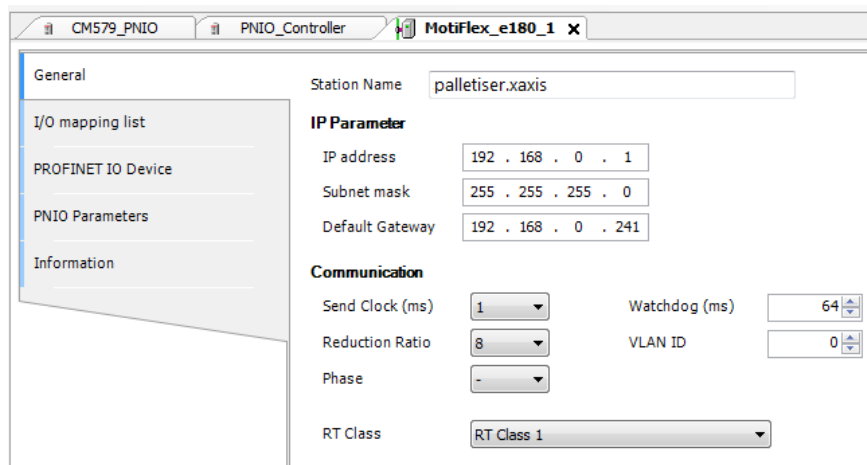 CM579_PNIO PNIO_Controller MotiFlex_e180_1 x
General
I/O mapping list
PROFINET IO Device
PNIO Parameters
Information
Station Name palletiser.xaxis
IP Parameter
IP address 192 . 168 . 0 . 1
Subnet mask 255 . 255 . 255 . 0
Default Gateway 192 . 168 . 0 . 241
Communication
Send Clock (ms) 1 Watchdog (ms) 64
Reduction Ratio 8 VLAN ID 0
Phase -
RT Class RT Class 1